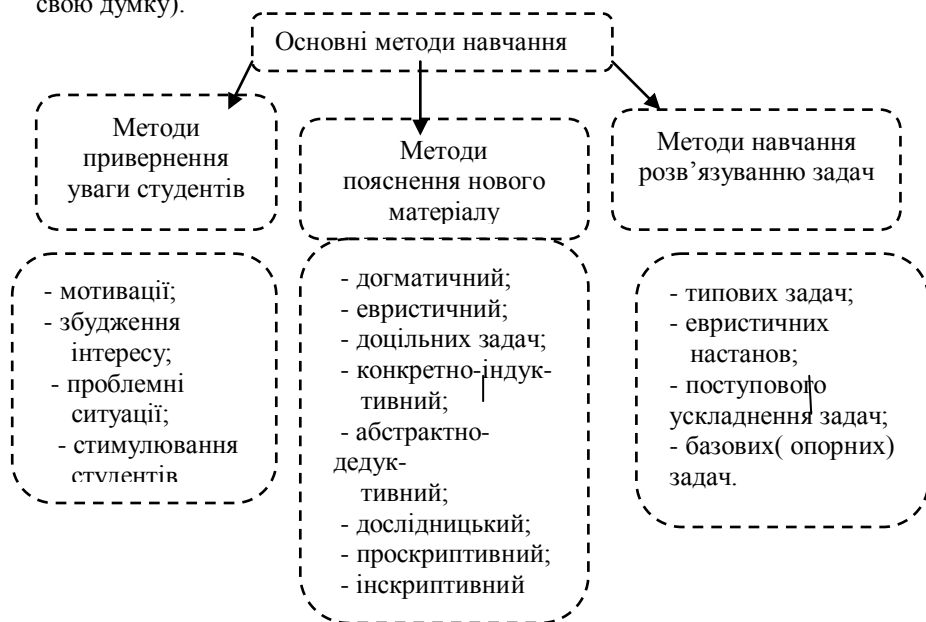 свою думку).
Основні методи навчання
Методи
привернення
уваги студентів
Методи
пояснення нового
матеріалу
Методи навчання
розв’язуванню задач
- мотивації;
- збудження
інтересу;
- проблемні
ситуації;
- стимулювання
студентів
- догматичний;
- евристичний;
- доцільних задач;
- конкретно-індук-
тивний;
- абстрактно-
дедук-
тивний;
- дослідницький;
- проскриптивний;
- інскриптивний
- типових задач;
- евристичних
настанов;
- поступового
ускладнення задач;
- базових( опорних)
задач.